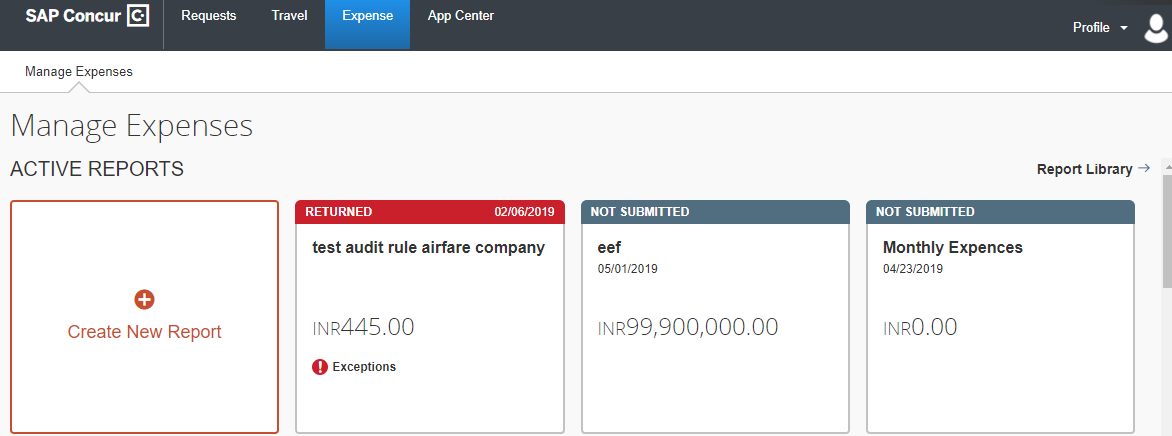 SAP Concur C
Requests
Travel
Expense
App Center
Profile
Manage Expenses
Manage Expenses
ACTIVE REPORTS
Report Library
Create New Report
RETURNED 02/06/2019
test audit rule airfare company
INR445.00
Exceptions
NOT SUBMITTED
eef
05/01/2019
INR99,900,000.00
NOT SUBMITTED
Monthly Expences
04/23/2019
INR0.00